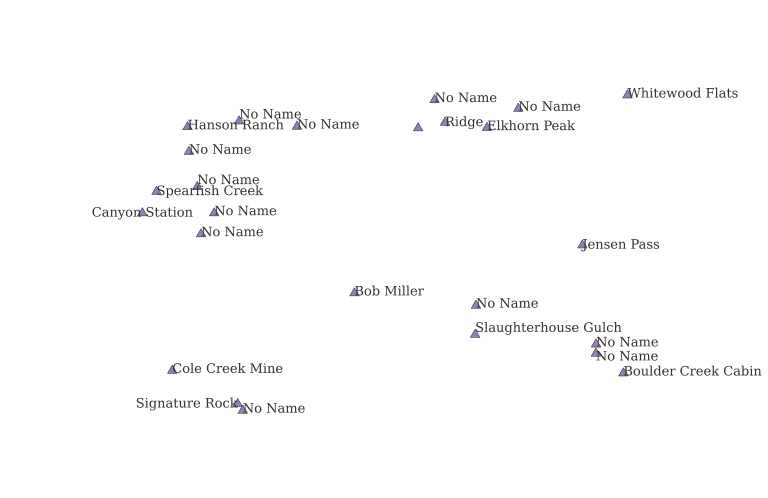 Whitewood Flats
No Name
No Name
No Name
Ridge
Hanson Ranch
No Name
Elkhorn Peak
No Name
No Name
Spearfish Creek
No Name
Canyon Station
No Name
Jensen Pass
Bob Miller
No Name
Slaughterhouse Gulch
No Name
No Name
Cole Creek Mine
Boulder Creek Cabin
Signature Rock
No Name